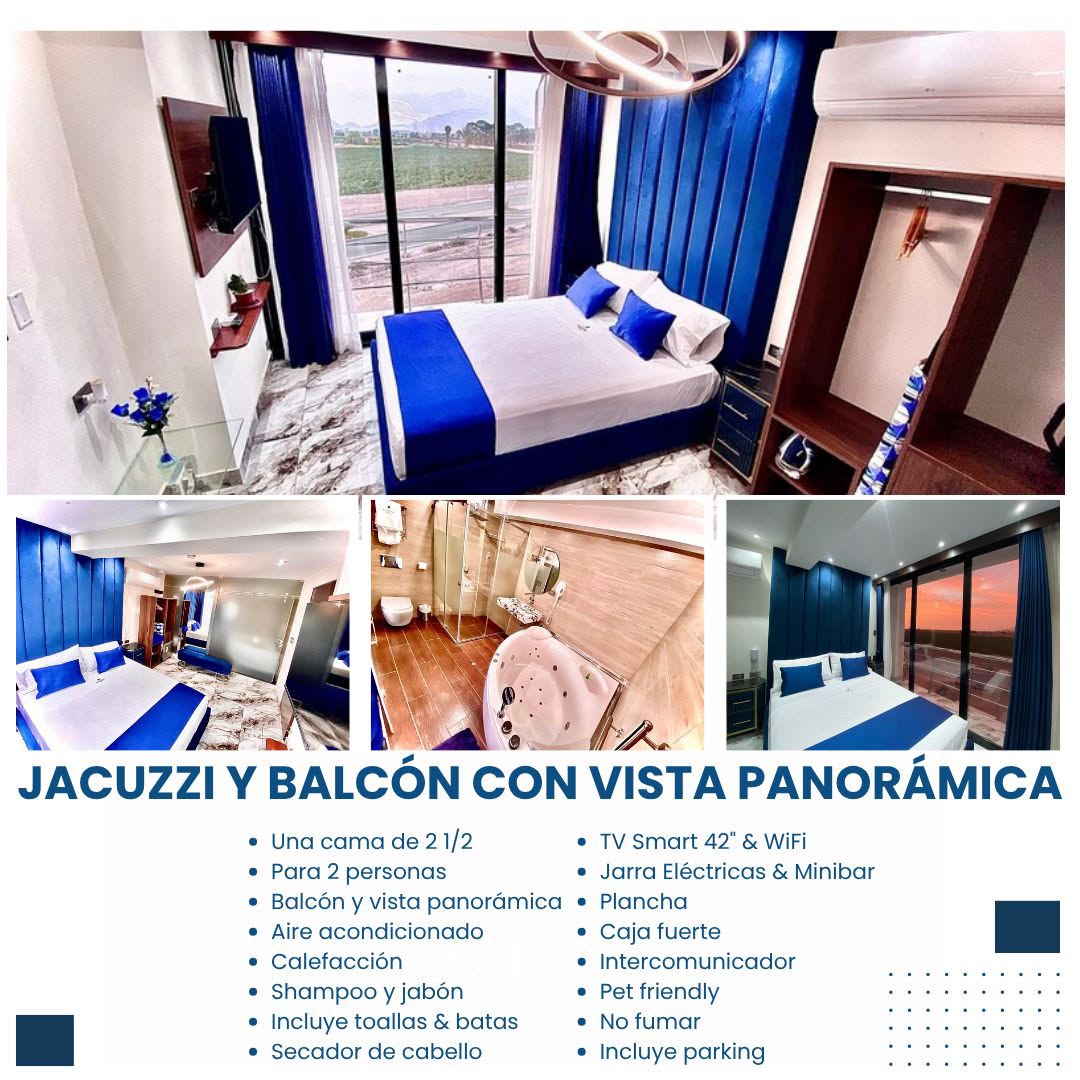 JACUZZI Y BALCÓN CON VISTA PANORÁMICA
Una cama de 2 1/2
Para 2 personas
Balcón y vista panorámica
Aire acondicionado
Calefacción
Shampoo y jabón
Incluye toallas & batas
Secador de cabello
TV Smart 42" & WiFi
Jarra Eléctricas & Minibar
Plancha
Caja fuerte
Intercomunicador
Pet friendly
No fumar
Incluye parking